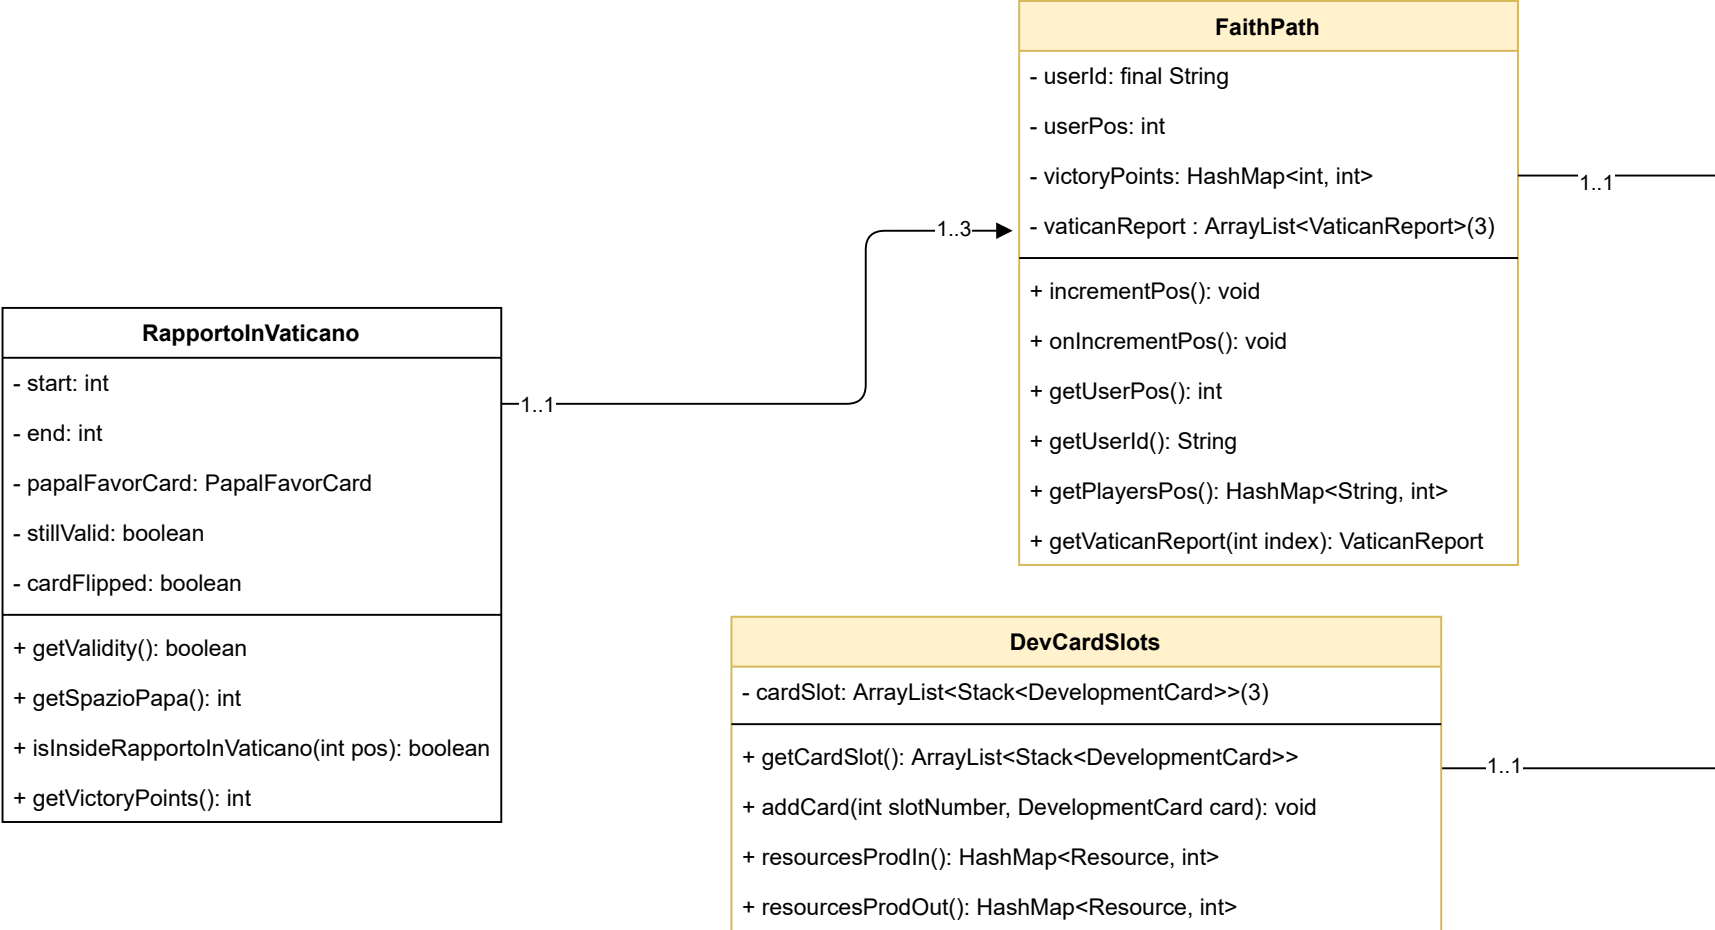 FaithPath
- userId: final String
- userPos: int
- victoryPoints: HashMap<int, int>
- vaticanReport : ArrayList<VaticanReport>(3)
+ incrementPos(): void
+ onIncrementPos(): void
+ getUserPos(): int
+ getUserId(): String
+ getPlayersPos(): HashMap<String, int>
+ getVaticanReport(int index): VaticanReport
1..1
1..3
1..1
RapportoInVaticano
- start: int
- end: int
- papalFavorCard: PapalFavorCard
- stillValid: boolean
- cardFlipped: boolean
+ getValidity(): boolean
+ getSpazioPapa(): int
+ isInsideRapportoInVaticano(int pos): boolean
+ getVictoryPoints(): int
DevCardSlots
- cardSlot: ArrayList<Stack<DevelopmentCard>>(3)
+ getCardSlot(): ArrayList<Stack<DevelopmentCard>>
+ addCard(int slotNumber, DevelopmentCard card): void
+ resourcesProdIn(): HashMap<Resource, int>
+ resourcesProdOut(): HashMap<Resource, int>
1..1